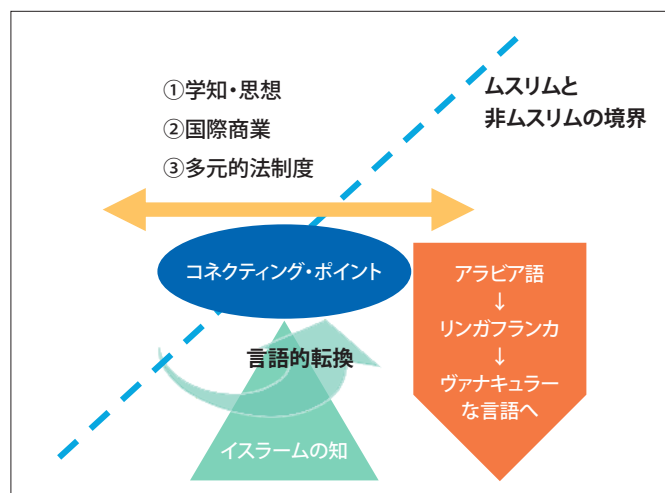 ①学知・思想
②国際商業
③多元的法制度
ムスリムと
非ムスリムの境界
コネクティング・ポイント
言語的転換
イスラームの知
アラビア語
↓
リンガフランカ
↓
ヴァナキュラー
な言語へ